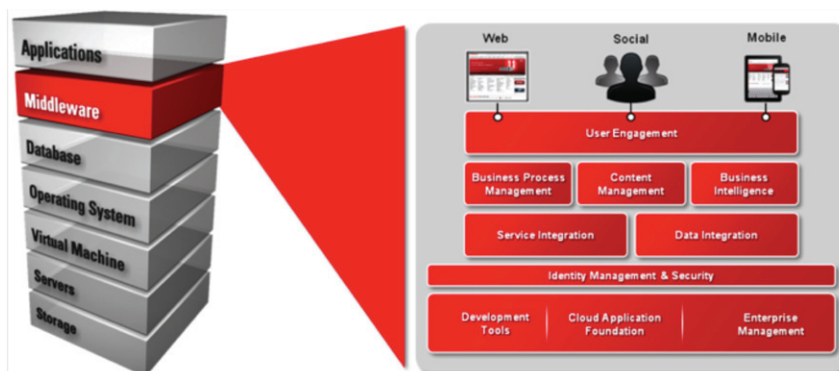 Applications
Middleware
Database
Operating System
Virtual Machine
Servers
Storage
Web
Social
Mobile
User Engagement
Business Process
Management
Content
Management
Business
Intelligence
Service Integration
Data Integration
Identity Management & Security
Development
Tools
Cloud Application
Foundation
Enterprise
Management